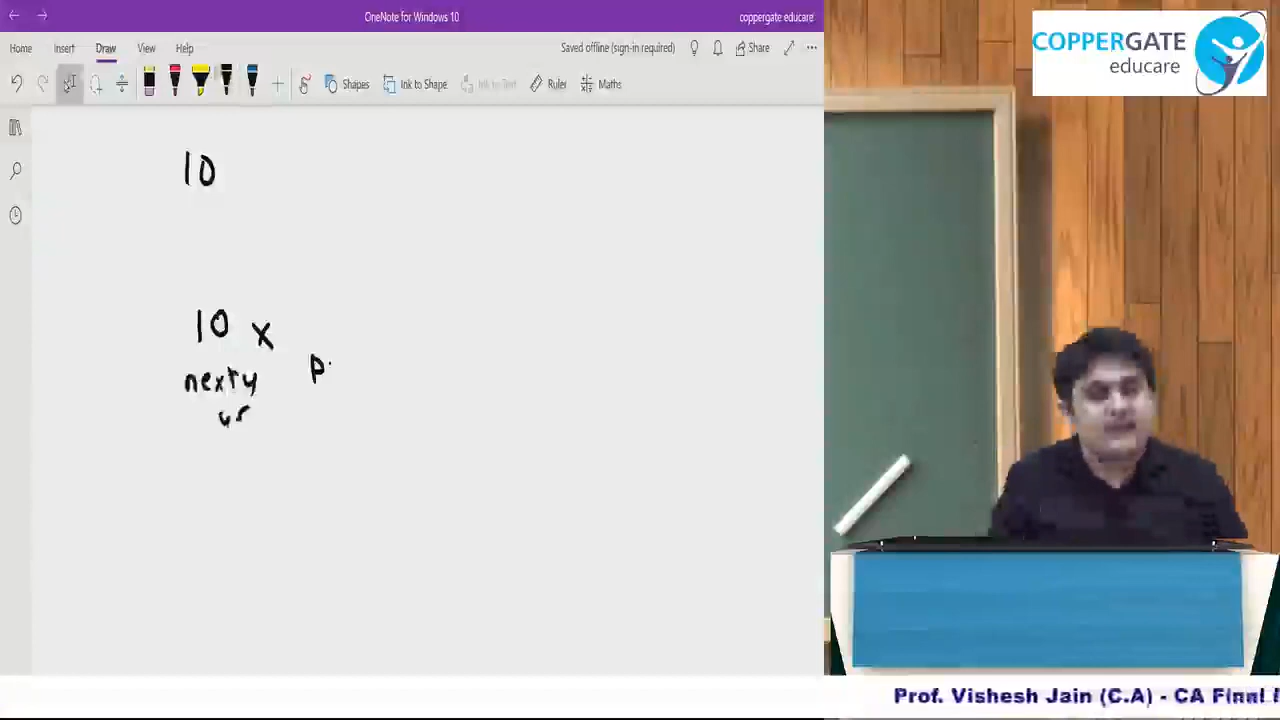 OneNote for Windows 10
coppergate educare
Home Insert Draw View Help
Saved offline (sign-in required) Share
Shapes Ink to Shape Ink to Text Ruler Maths
COPPERGATE
educare
10
10 x
nexty
P.
Prof. Vishesh Jain (C.A) - CA Final